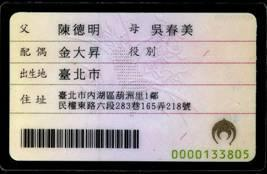 父 陳德明 母 吳春美
配偶 金大昇 役別
出生地 臺北市
住址 臺北市內湖區葫洲里1鄰
民權東路六段283巷165弄218號
0000133805